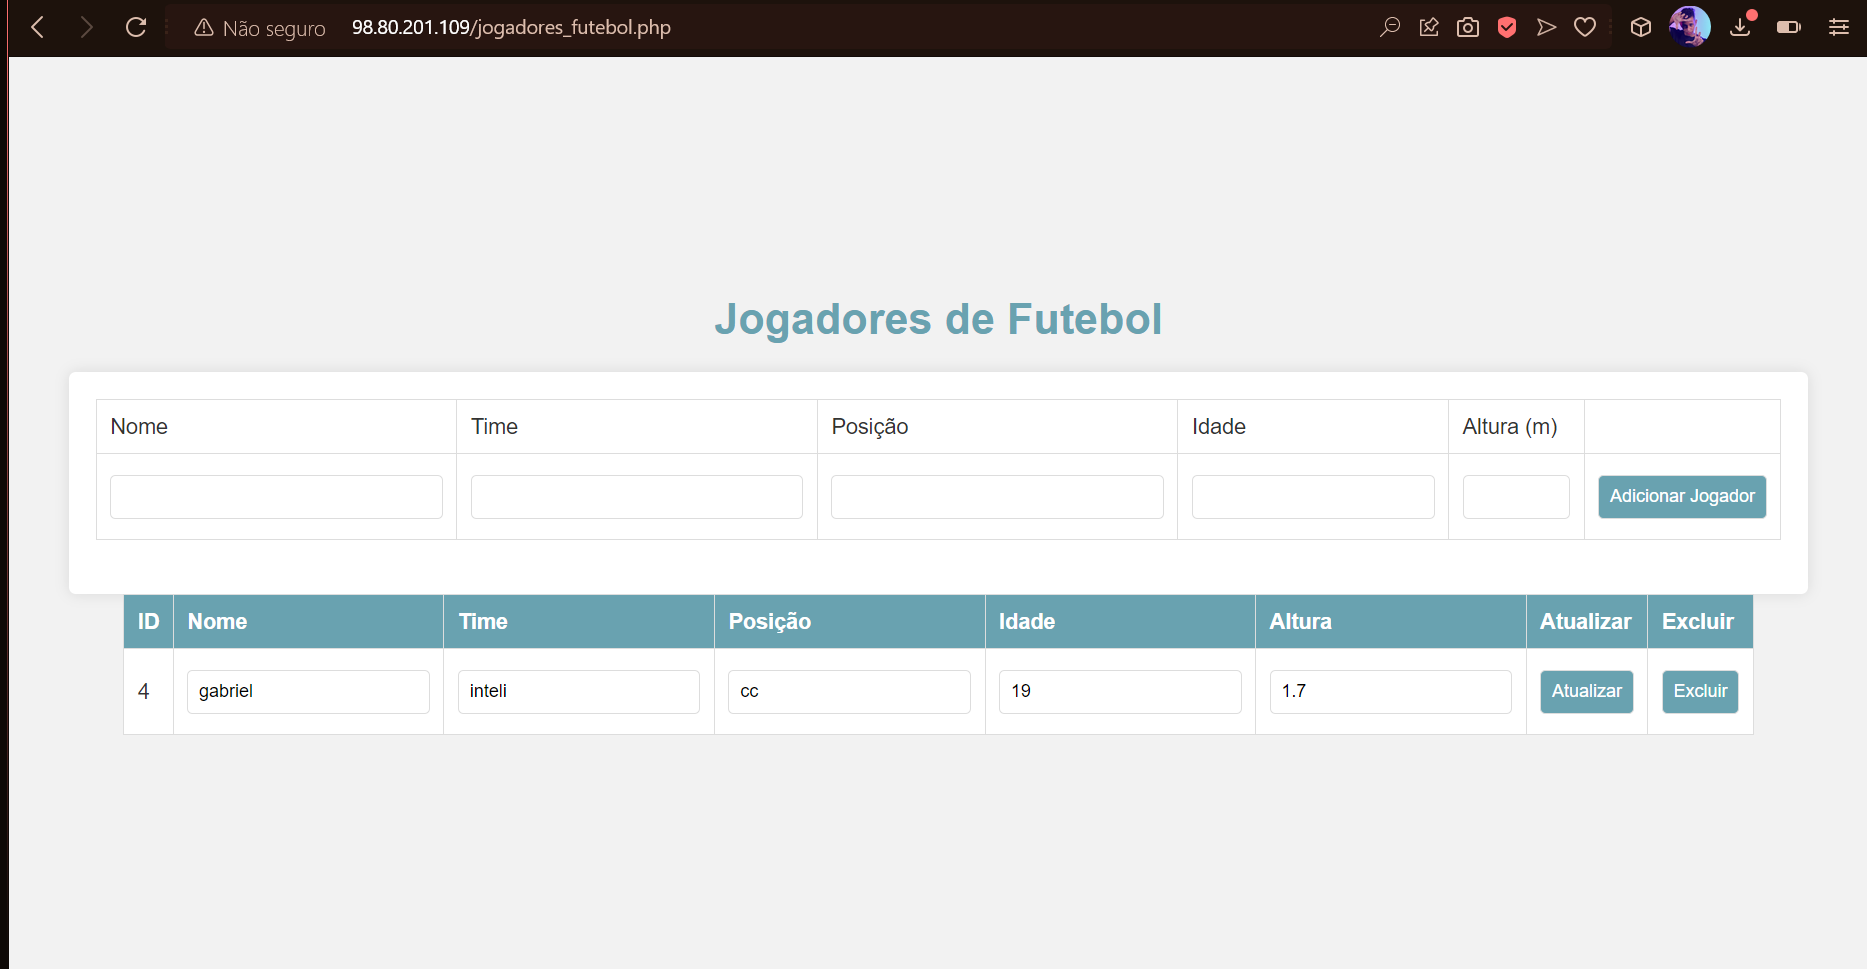 Não seguro 98.80.201.109/jogadores_futebol.php
Jogadores de Futebol
Nome Time Posição Idade Altura (m)
Adicionar Jogador
ID Nome Time Posição Idade Altura Atualizar Excluir
4 gabriel inteli cc 19 1.7 Atualizar Excluir